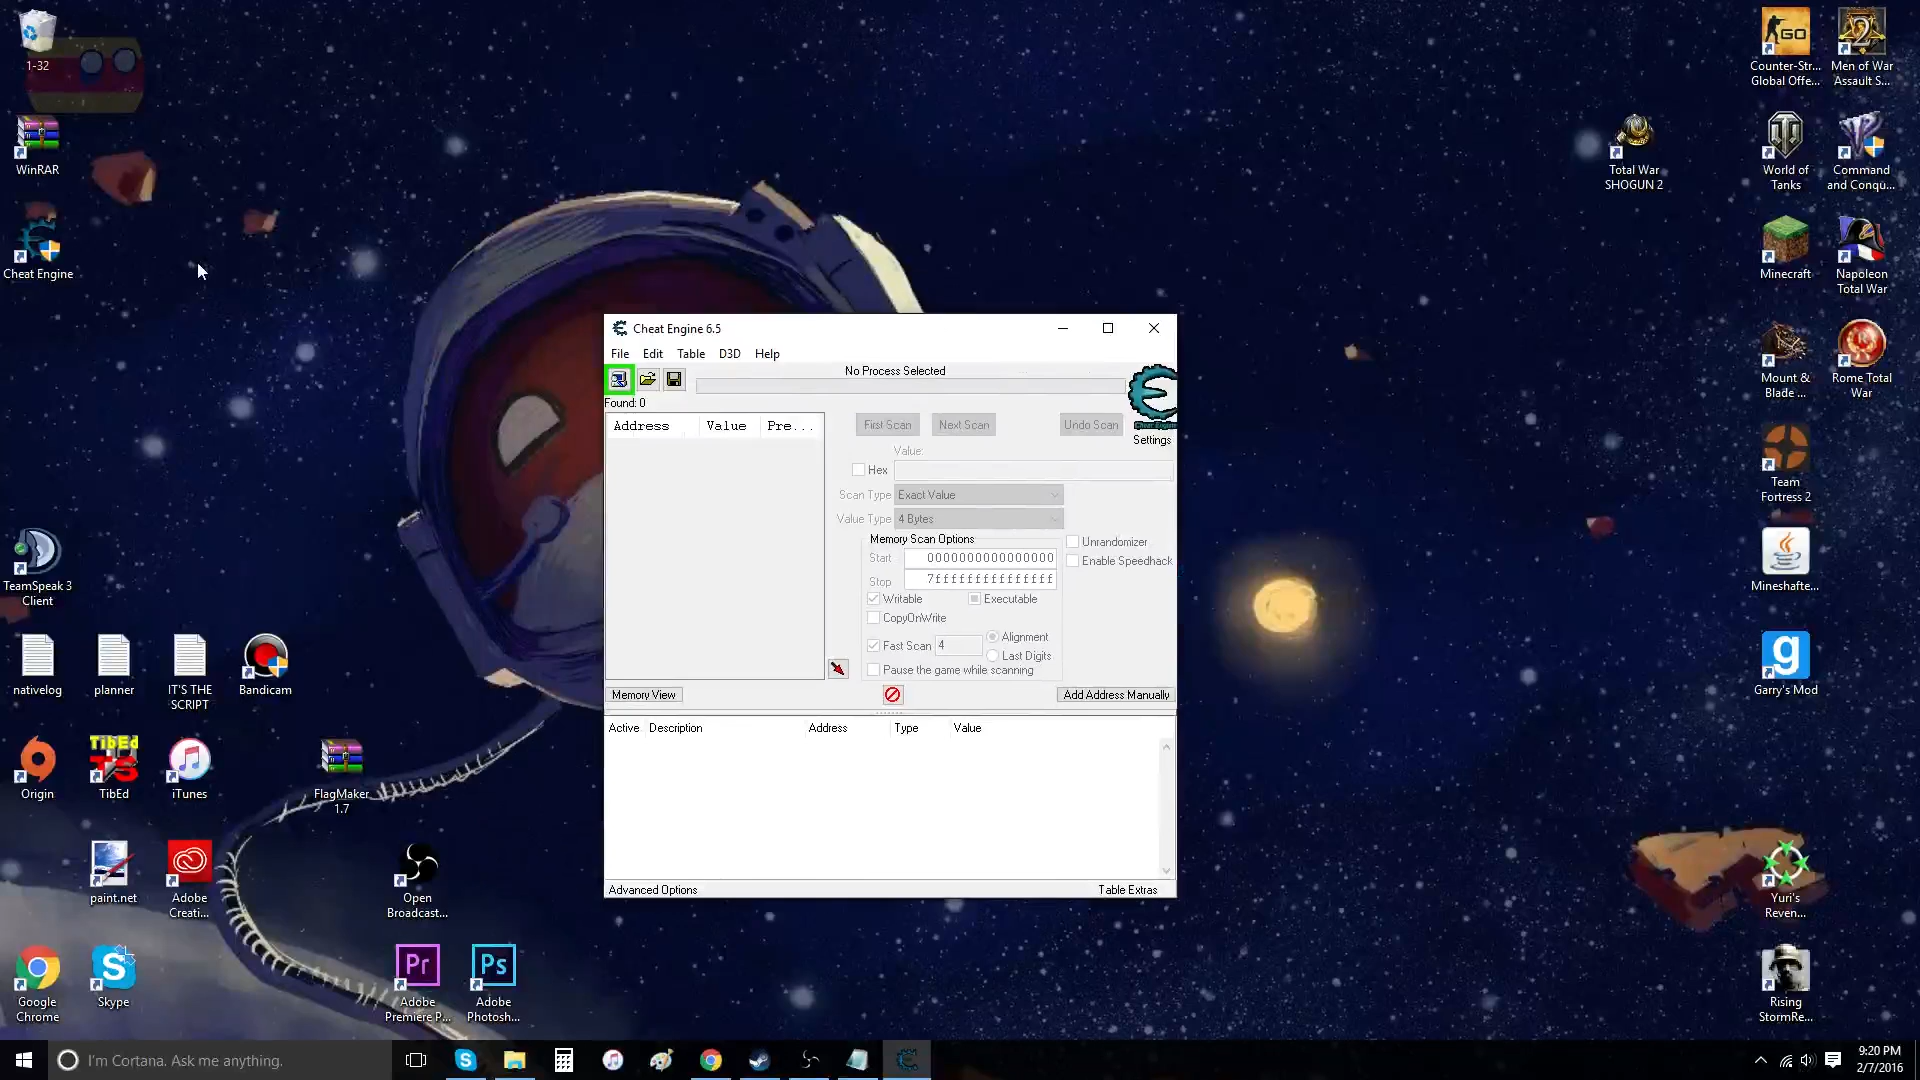 1-32
WinRAR
Cheat Engine
TeamSpeak 3
Client
nativelog
planner
IT'S THE
SCRIPT
Bandicam
Origin
TibEd
TS
TibEd
iTunes
FlagMaker
1.7
paint.net
Adobe
Creati...
Open
Broadcast...
Google
Chrome
Skype
Pr
Adobe
Premiere P...
Ps
Adobe
Photosh...
Cheat Engine 6.5
File Edit Table D3D Help
No Process Selected
Found: 0
Address Value Pre...
First Scan Next Scan Undo Scan
Cheat Engine
Settings
Value:
Hex
Scan Type Exact Value
Value Type 4 Bytes
Memory Scan Options
Start 0000000000000000
Stop 7fffffffffffffff
Writable Executable
CopyOnWrite
Fast Scan 4
Alignment
Last Digits
Pause the game while scanning
Unrandomizer
Enable Speedhack
Memory View
Add Address Manually
Active Description Address Type Value
Advanced Options Table Extras
GO
Counter-Str...
Global Offe...
2
Men of War
Assault S...
Total War
SHOGUN 2
World of
Tanks
Command
and Conqu...
Minecraft
Napoleon
Total War
Mount &
Blade ...
Rome Total
War
Team
Fortress 2
Mineshafte...
g
Garry's Mod
Yuri's
Reven...
Rising
StormRe...
I'm Cortana. Ask me anything.
9:20 PM
2/7/2016